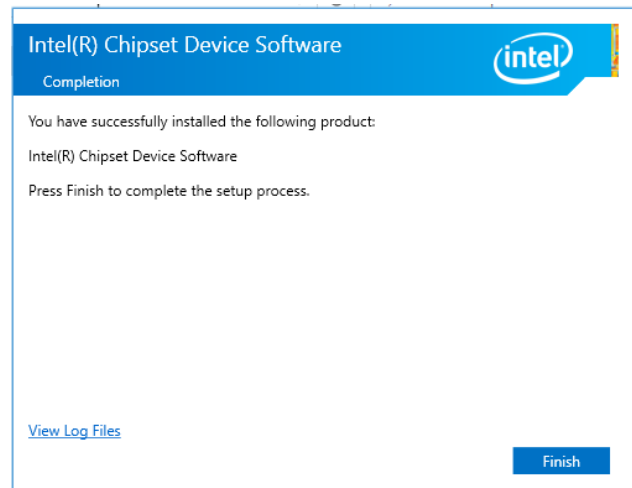 Intel(R) Chipset Device Software
intel
Completion
You have successfully installed the following product:
Intel(R) Chipset Device Software
Press Finish to complete the setup process.
View Log Files
Finish